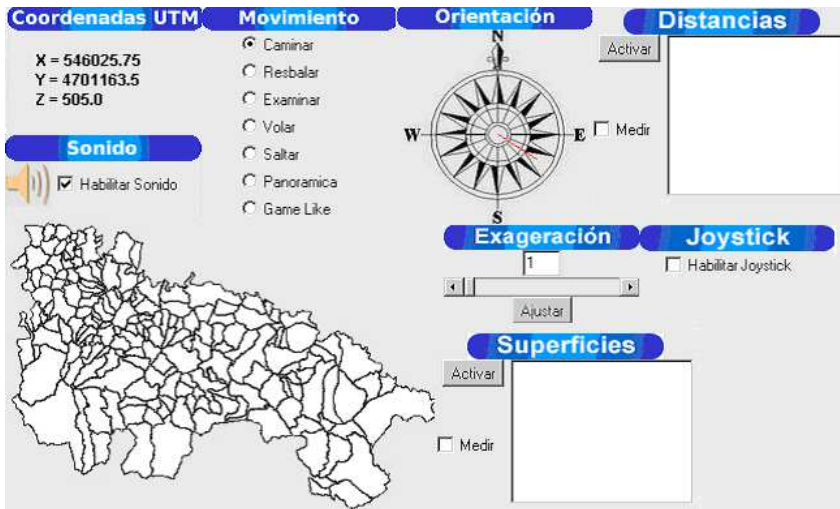 Coordenadas UTM
X = 546025.75
Y = 4701163.5
Z = 505.0
Sonido
Habilitar Sonido
Movimiento
Caminar
Resbalar
Examinar
Volar
Saltar
Panoramica
Game Like
Orientación
N
W
E
S
Distancias
Activar
Medir
Exageración
1
Ajustar
Joystick
Habilitar Joystick
Superficies
Activar
Medir